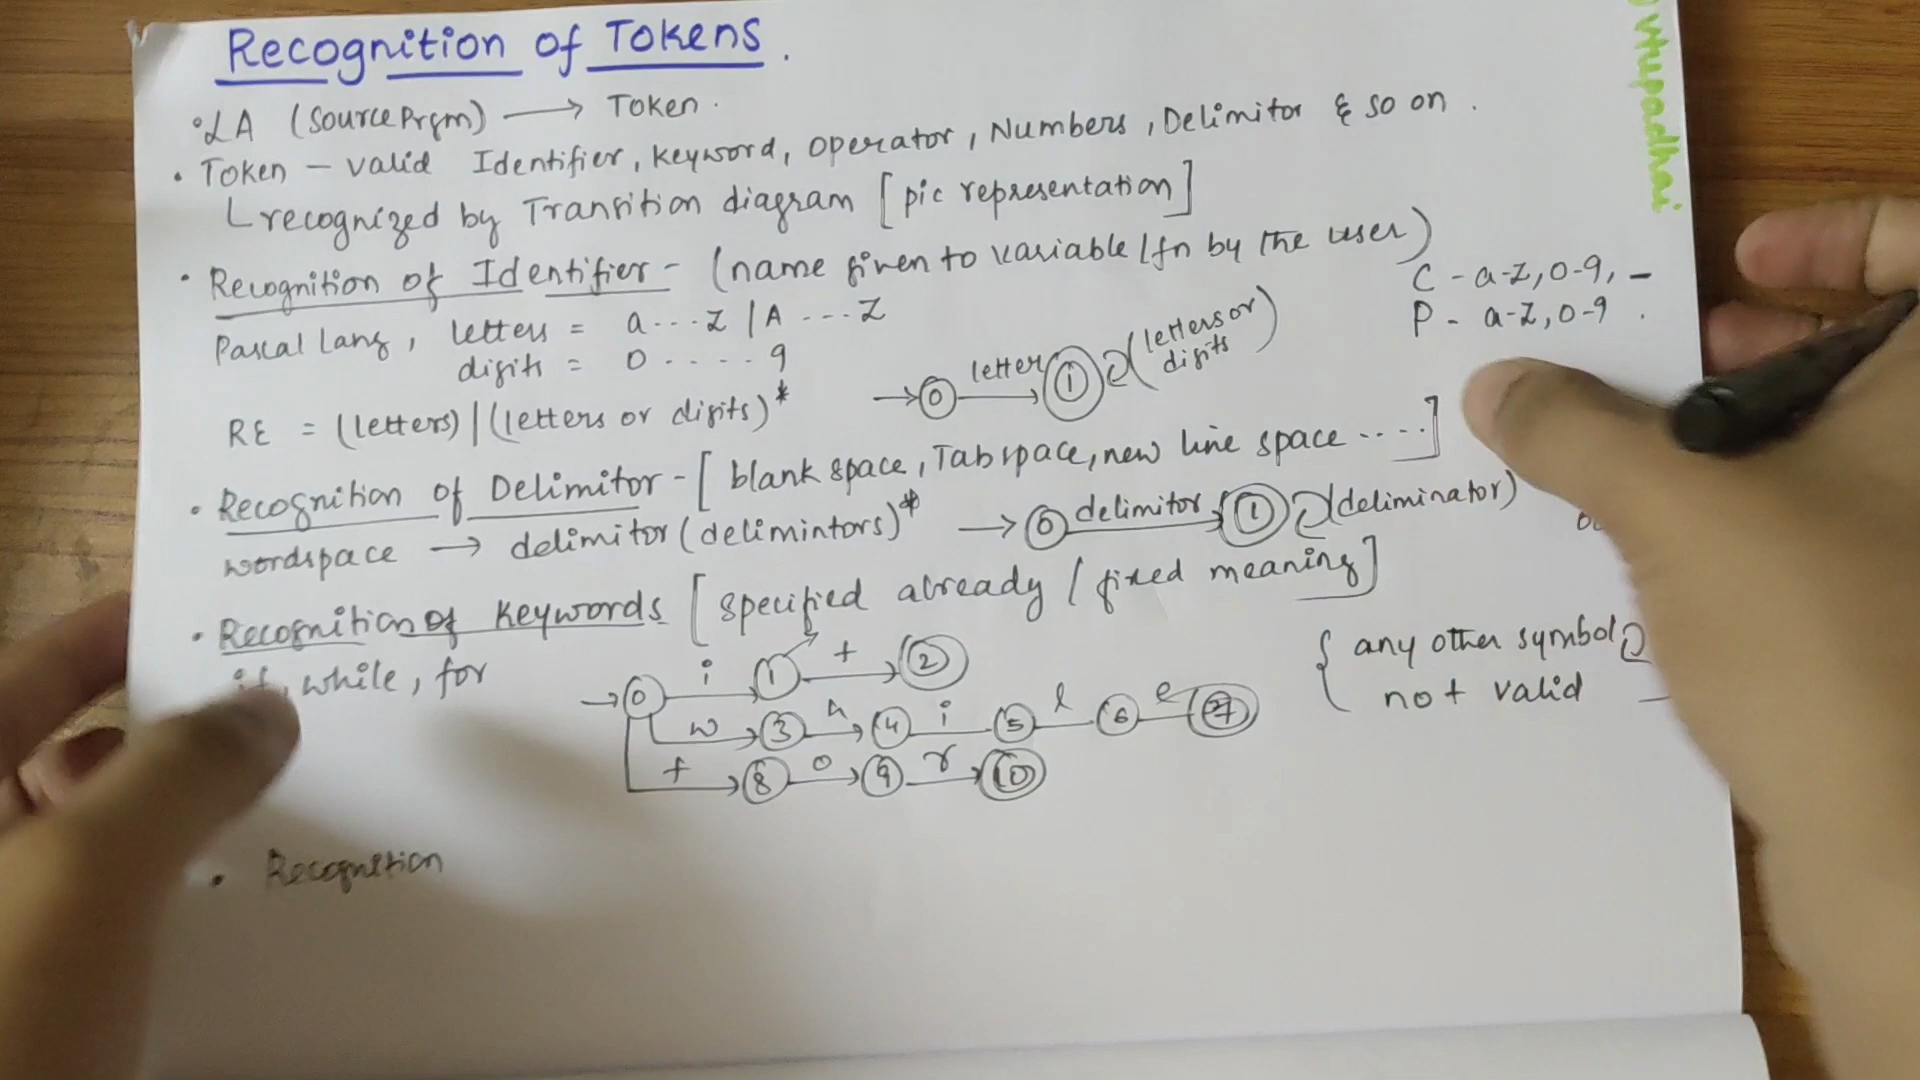 Recognition of Tokens.
• LA (Source Prgm) → Token.
• Token – valid Identifier, keyword, operator, Numbers, Delimitor & so on.
recognized by Transition diagram [pic representation]
• Recognition of Identifier - (name given to variable/fn by the user)
C - a-z, 0-9, _
P - a-z, 0-9.
Pascal Lang, letters = a...z | A...z
digits = 0.....9
RE = (letters)|(letters or digits)*
→ 0 letter 1 (letters or digits)
• Recognition of Delimitor - [blank space, Tabspace, new line space .....]
wordspace → delimitor(delimintors)*
→ 0 delimitor 1 (deliminator)
• Recognition of Keywords [specified already / fixed meaning]
if, while, for
→ 0 i 1 + 2
w 3 h 4 i 5 l 6 e 7
f 8 o 9 r 10
{ any other symbol
not valid
• Recognition
vtupadhai